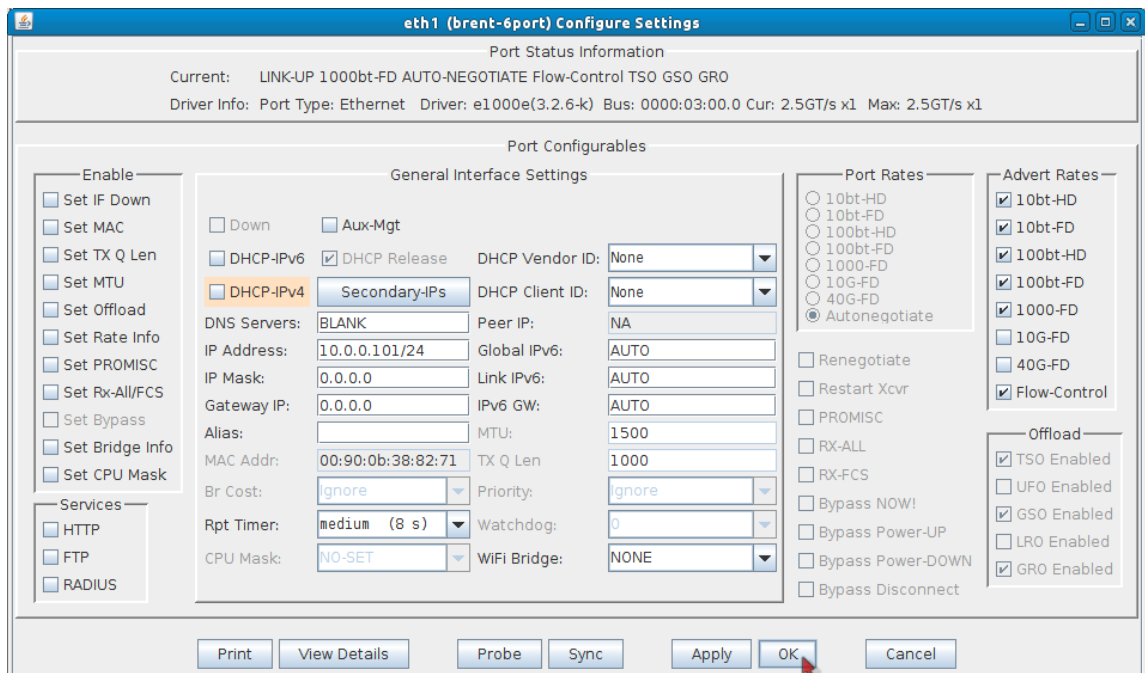 eth1 (brent-6port) Configure Settings
Port Status Information
Current: LINK-UP 1000bt-FD AUTO-NEGOTIATE Flow-Control TSO GSO GRO
Driver Info: Port Type: Ethernet Driver: e1000e(3.2.6-k) Bus: 0000:03:00.0 Cur: 2.5GT/s x1 Max: 2.5GT/s x1
Port Configurables
Enable
Set IF Down
Set MAC
Set TX Q Len
Set MTU
Set Offload
Set Rate Info
Set PROMISC
Set Rx-All/FCS
Set Bypass
Set Bridge Info
Set CPU Mask
Services
HTTP
FTP
RADIUS
General Interface Settings
Down Aux-Mgt
DHCP-IPv6 DHCP Release DHCP Vendor ID: None
DHCP-IPv4 Secondary-IPs DHCP Client ID: None
DNS Servers: BLANK Peer IP: NA
IP Address: 10.0.0.101/24 Global IPv6: AUTO
IP Mask: 0.0.0.0 Link IPv6: AUTO
Gateway IP: 0.0.0.0 IPv6 GW: AUTO
Alias: MTU: 1500
MAC Addr: 00:90:0b:38:82:71 TX Q Len 1000
Br Cost: Ignore Priority: Ignore
Rpt Timer: medium (8 s) Watchdog: 0
CPU Mask: NO-SET WiFi Bridge: NONE
Port Rates
10bt-HD
10bt-FD
100bt-HD
100bt-FD
1000-FD
10G-FD
40G-FD
Autonegotiate
Renegotiate
Restart Xcvr
PROMISC
RX-ALL
RX-FCS
Bypass NOW!
Bypass Power-UP
Bypass Power-DOWN
Bypass Disconnect
Advert Rates
10bt-HD
10bt-FD
100bt-HD
100bt-FD
1000-FD
10G-FD
40G-FD
Flow-Control
Offload
TSO Enabled
UFO Enabled
GSO Enabled
LRO Enabled
GRO Enabled
Print View Details Probe Sync Apply OK Cancel